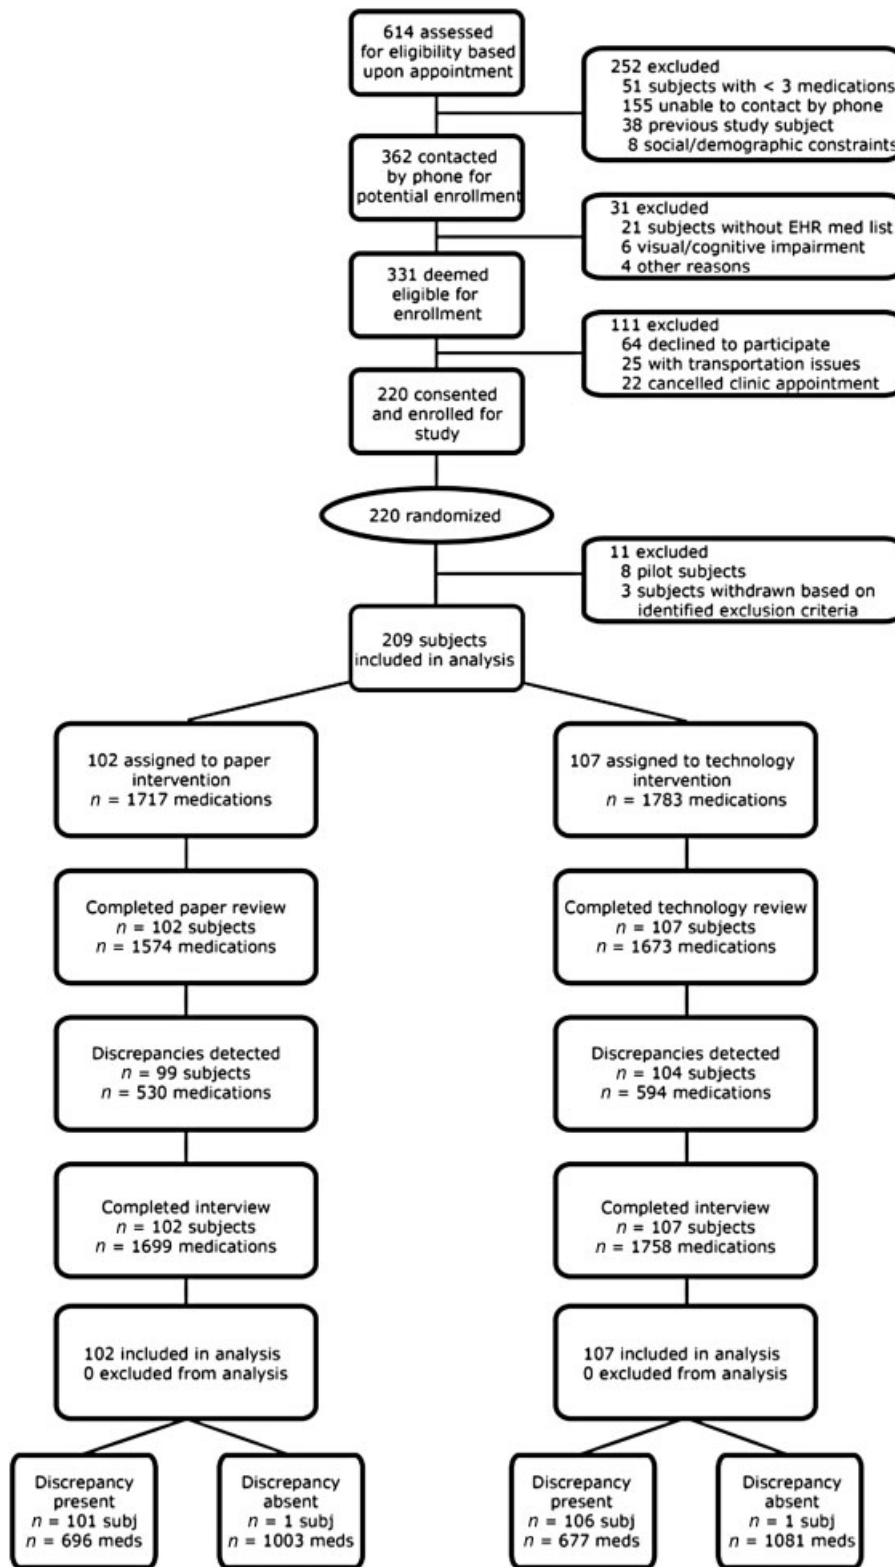 614 assessed
for eligibility based
upon appointment
252 excluded
51 subjects with < 3 medications
155 unable to contact by phone
38 previous study subject
8 social/demographic constraints
362 contacted
by phone for
potential enrollment
31 excluded
21 subjects without EHR med list
6 visual/cognitive impairment
4 other reasons
331 deemed
eligible for
enrollment
111 excluded
64 declined to participate
25 with transportation issues
22 cancelled clinic appointment
220 consented
and enrolled for
study
220 randomized
11 excluded
8 pilot subjects
3 subjects withdrawn based on
identified exclusion criteria
209 subjects
included in analysis
102 assigned to paper
intervention
n = 1717 medications
107 assigned to technology
intervention
n = 1783 medications
Completed paper review
n = 102 subjects
n = 1574 medications
Completed technology review
n = 107 subjects
n = 1673 medications
Discrepancies detected
n = 99 subjects
n = 530 medications
Discrepancies detected
n = 104 subjects
n = 594 medications
Completed interview
n = 102 subjects
n = 1699 medications
Completed interview
n = 107 subjects
n = 1758 medications
102 included in analysis
0 excluded from analysis
107 included in analysis
0 excluded from analysis
Discrepancy
present
n = 101 subj
n = 696 meds
Discrepancy
absent
n = 1 subj
n = 1003 meds
Discrepancy
present
n = 106 subj
n = 677 meds
Discrepancy
absent
n = 1 subj
n = 1081 meds